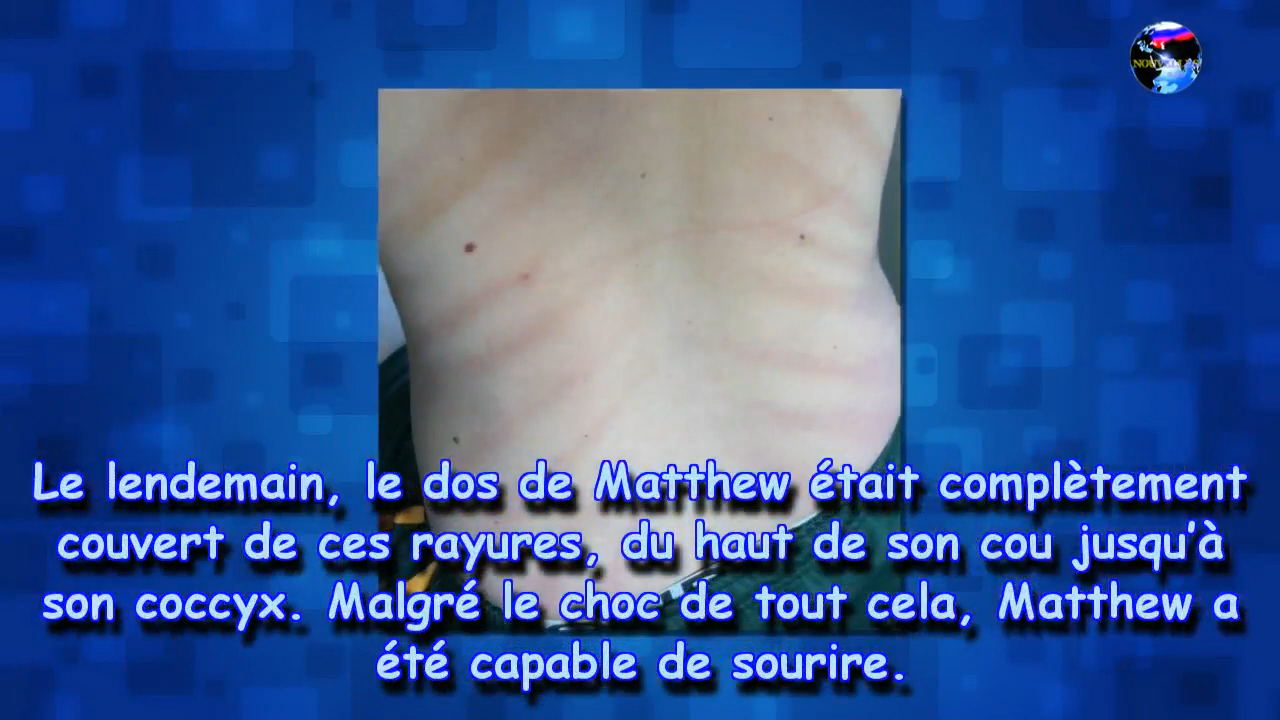 NOUVELLES
Le lendemain, le dos de Matthew était complètement
couvert de ces rayures, du haut de son cou jusqu'à
son coccyx. Malgré le choc de tout cela, Matthew a
été capable de sourire.